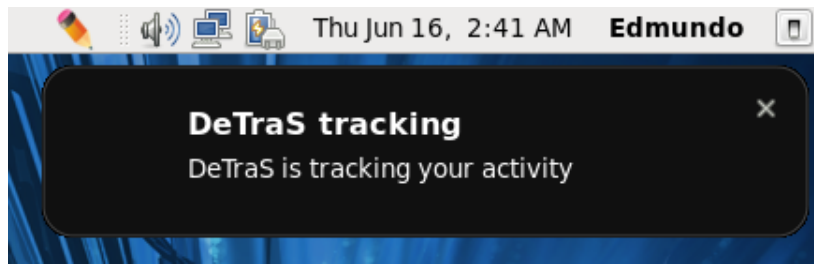 Thu Jun 16, 2:41 AM Edmundo
DeTraS tracking
DeTraS is tracking your activity